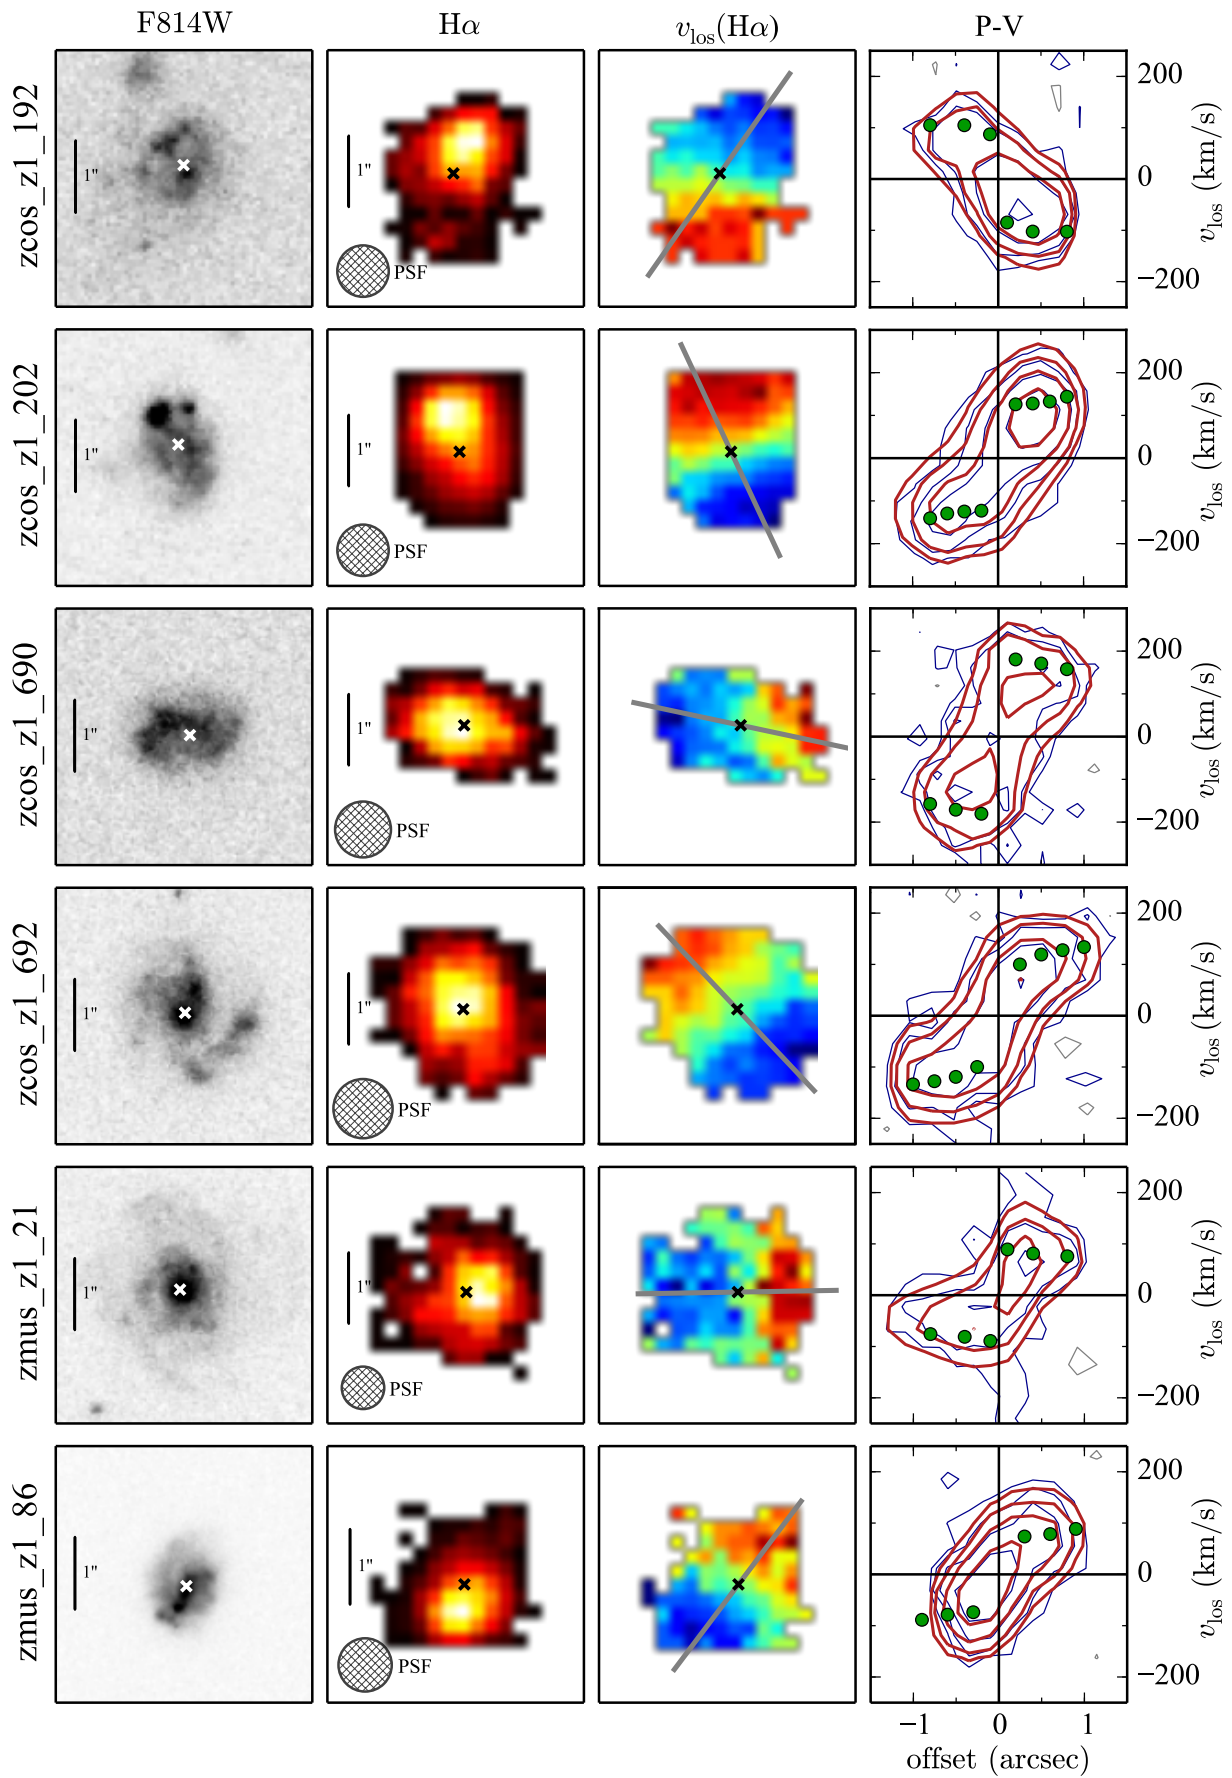 F814W Hα v_los(Hα) P-V
zcos_z1_192
1"
1"
PSF
200
0
−200
v_los (km/s)
zcos_z1_202
1"
1"
PSF
200
0
−200
v_los (km/s)
zcos_z1_690
1"
1"
PSF
200
0
−200
v_los (km/s)
zcos_z1_692
1"
1"
PSF
200
0
−200
v_los (km/s)
zmus_z1_21
1"
1"
PSF
200
0
−200
v_los (km/s)
zmus_z1_86
1"
1"
PSF
200
0
−200
v_los (km/s)
−1 0 1
offset (arcsec)